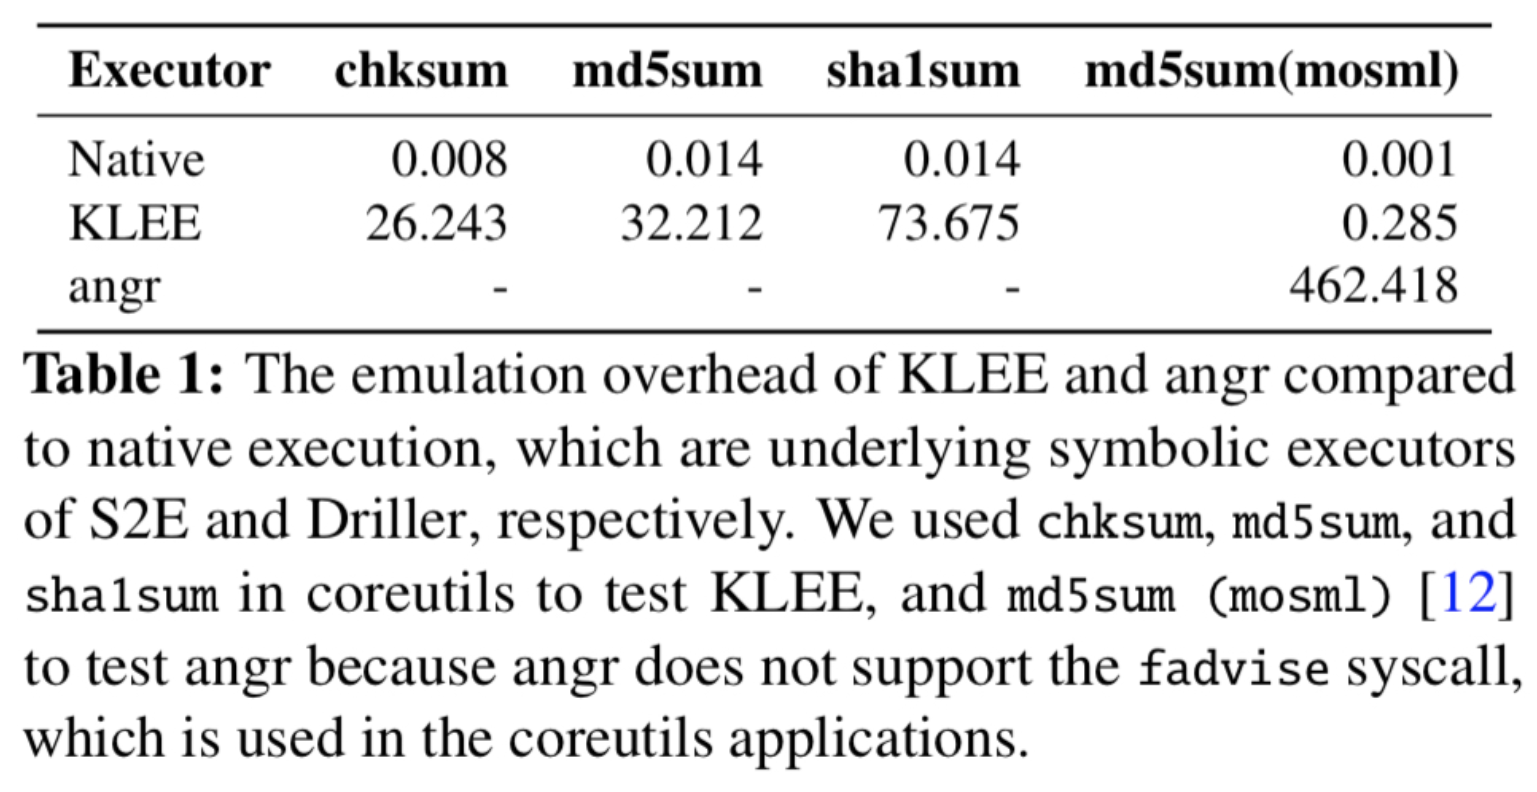 Executor chksum md5sum sha1sum md5sum(mosml)
Native 0.008 0.014 0.014 0.001
KLEE 26.243 32.212 73.675 0.285
angr - - - 462.418
Table 1: The emulation overhead of KLEE and angr compared
to native execution, which are underlying symbolic executors
of S2E and Driller, respectively. We used chksum, md5sum, and
sha1sum in coreutils to test KLEE, and md5sum (mosml) [12]
to test angr because angr does not support the fadvise syscall,
which is used in the coreutils applications.